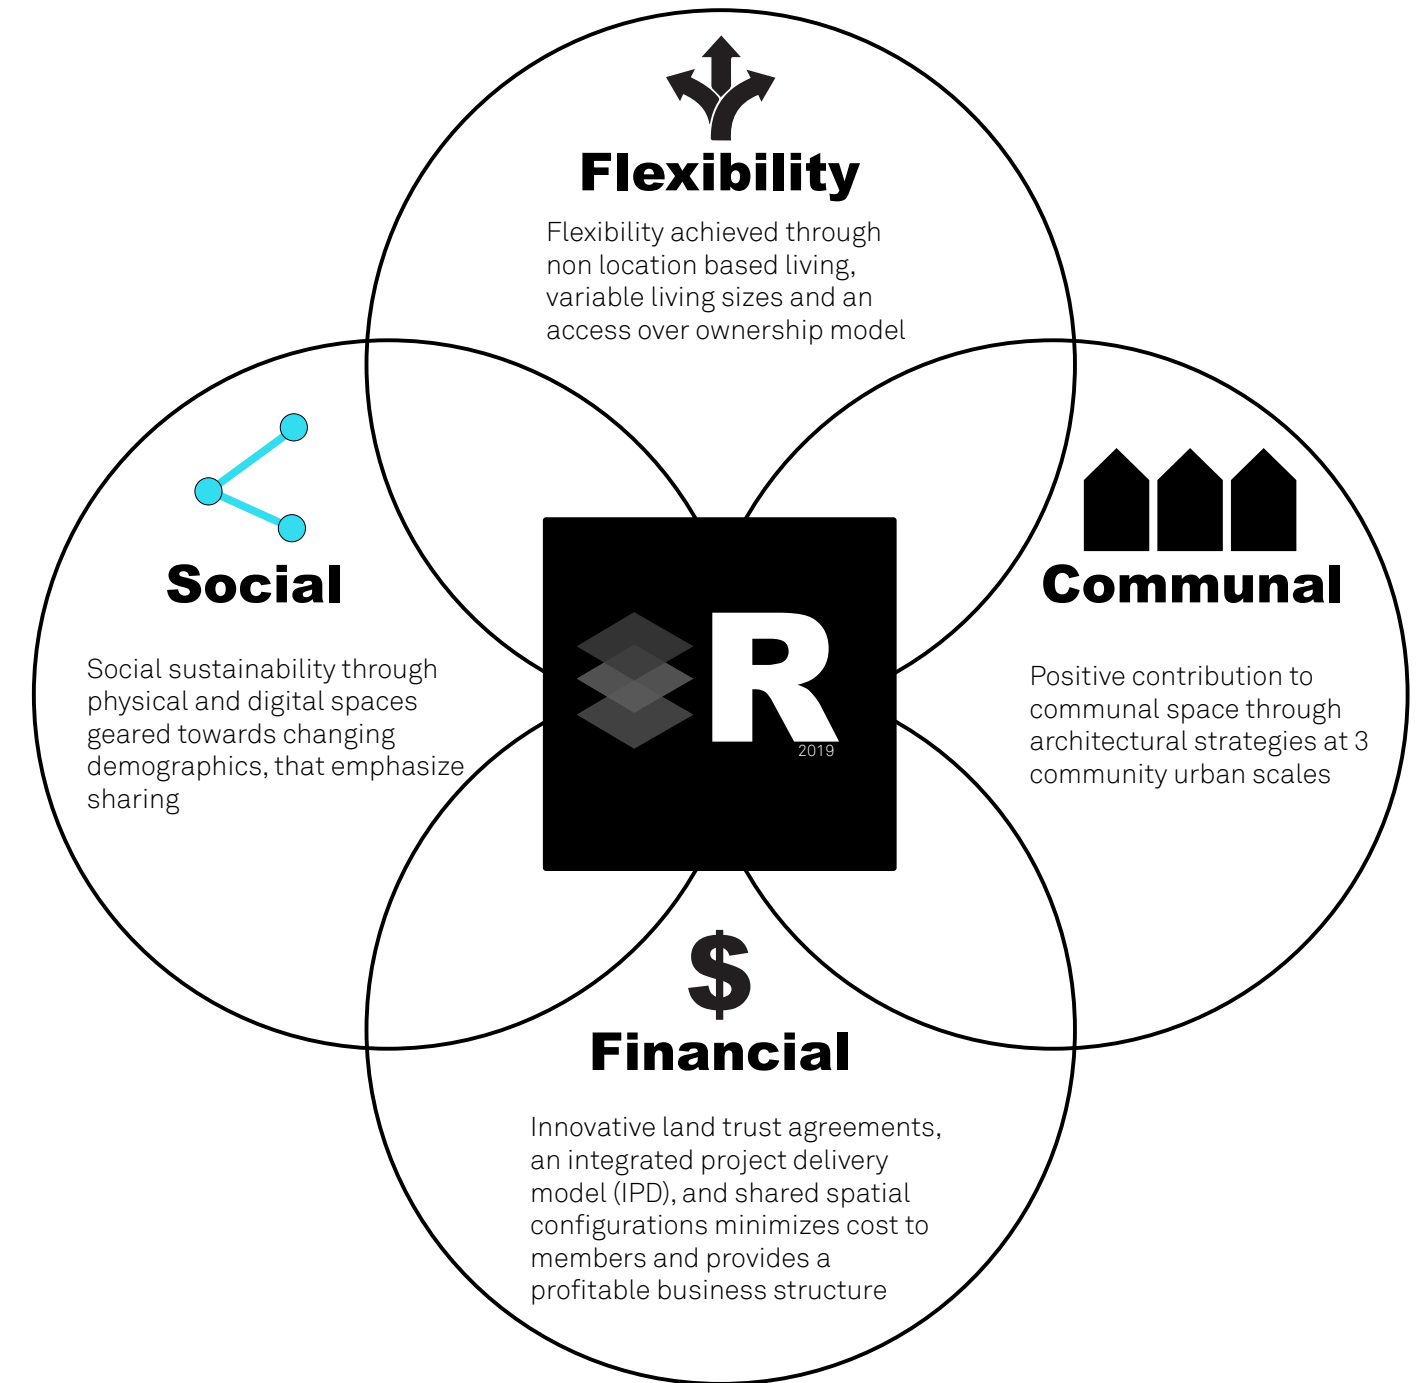 Flexibility
Flexibility achieved through
non location based living,
variable living sizes and an
access over ownership model
Social
Social sustainability through
physical and digital spaces
geared towards changing
demographics, that emphasize
sharing
R
2019
Communal
Positive contribution to
communal space through
architectural strategies at 3
community urban scales
$
Financial
Innovative land trust agreements,
an integrated project delivery
model (IPD), and shared spatial
configurations minimizes cost to
members and provides a
profitable business structure